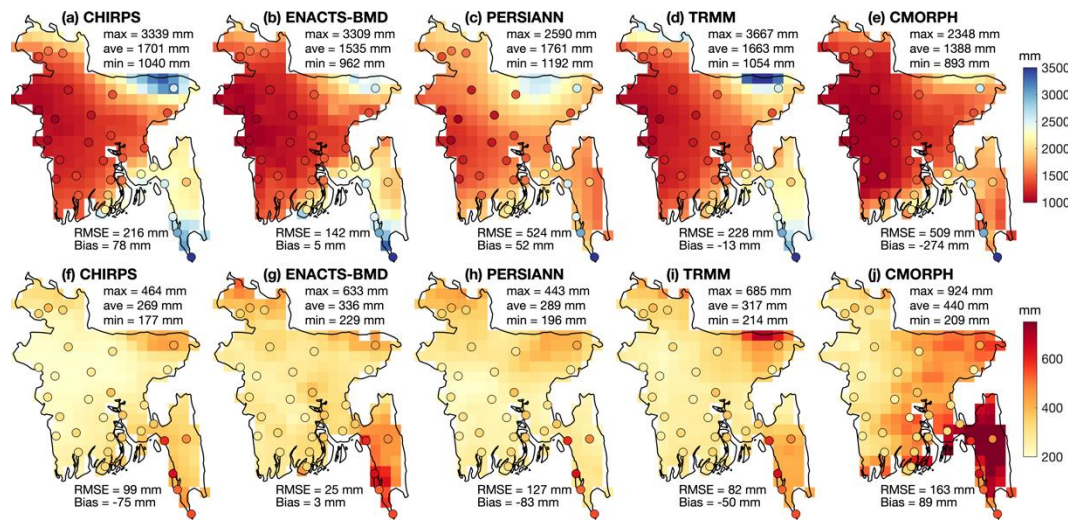 (a) CHIRPS
max = 3339 mm
ave = 1701 mm
min = 1040 mm
RMSE = 216 mm
Bias = 78 mm
(b) ENACTS-BMD
max = 3309 mm
ave = 1535 mm
min = 962 mm
RMSE = 142 mm
Bias = 5 mm
(c) PERSIANN
max = 2590 mm
ave = 1761 mm
min = 1192 mm
RMSE = 524 mm
Bias = 52 mm
(d) TRMM
max = 3667 mm
ave = 1663 mm
min = 1054 mm
RMSE = 228 mm
Bias = -13 mm
(e) CMORPH
max = 2348 mm
ave = 1388 mm
min = 893 mm
RMSE = 509 mm
Bias = -274 mm
mm
3500
3000
2500
2000
1500
1000
(f) CHIRPS
max = 464 mm
ave = 269 mm
min = 177 mm
RMSE = 99 mm
Bias = -75 mm
(g) ENACTS-BMD
max = 633 mm
ave = 336 mm
min = 229 mm
RMSE = 25 mm
Bias = 3 mm
(h) PERSIANN
max = 443 mm
ave = 289 mm
min = 196 mm
RMSE = 127 mm
Bias = -83 mm
(i) TRMM
max = 685 mm
ave = 317 mm
min = 214 mm
RMSE = 82 mm
Bias = -50 mm
(j) CMORPH
max = 924 mm
ave = 440 mm
min = 209 mm
RMSE = 163 mm
Bias = 89 mm
mm
600
400
200